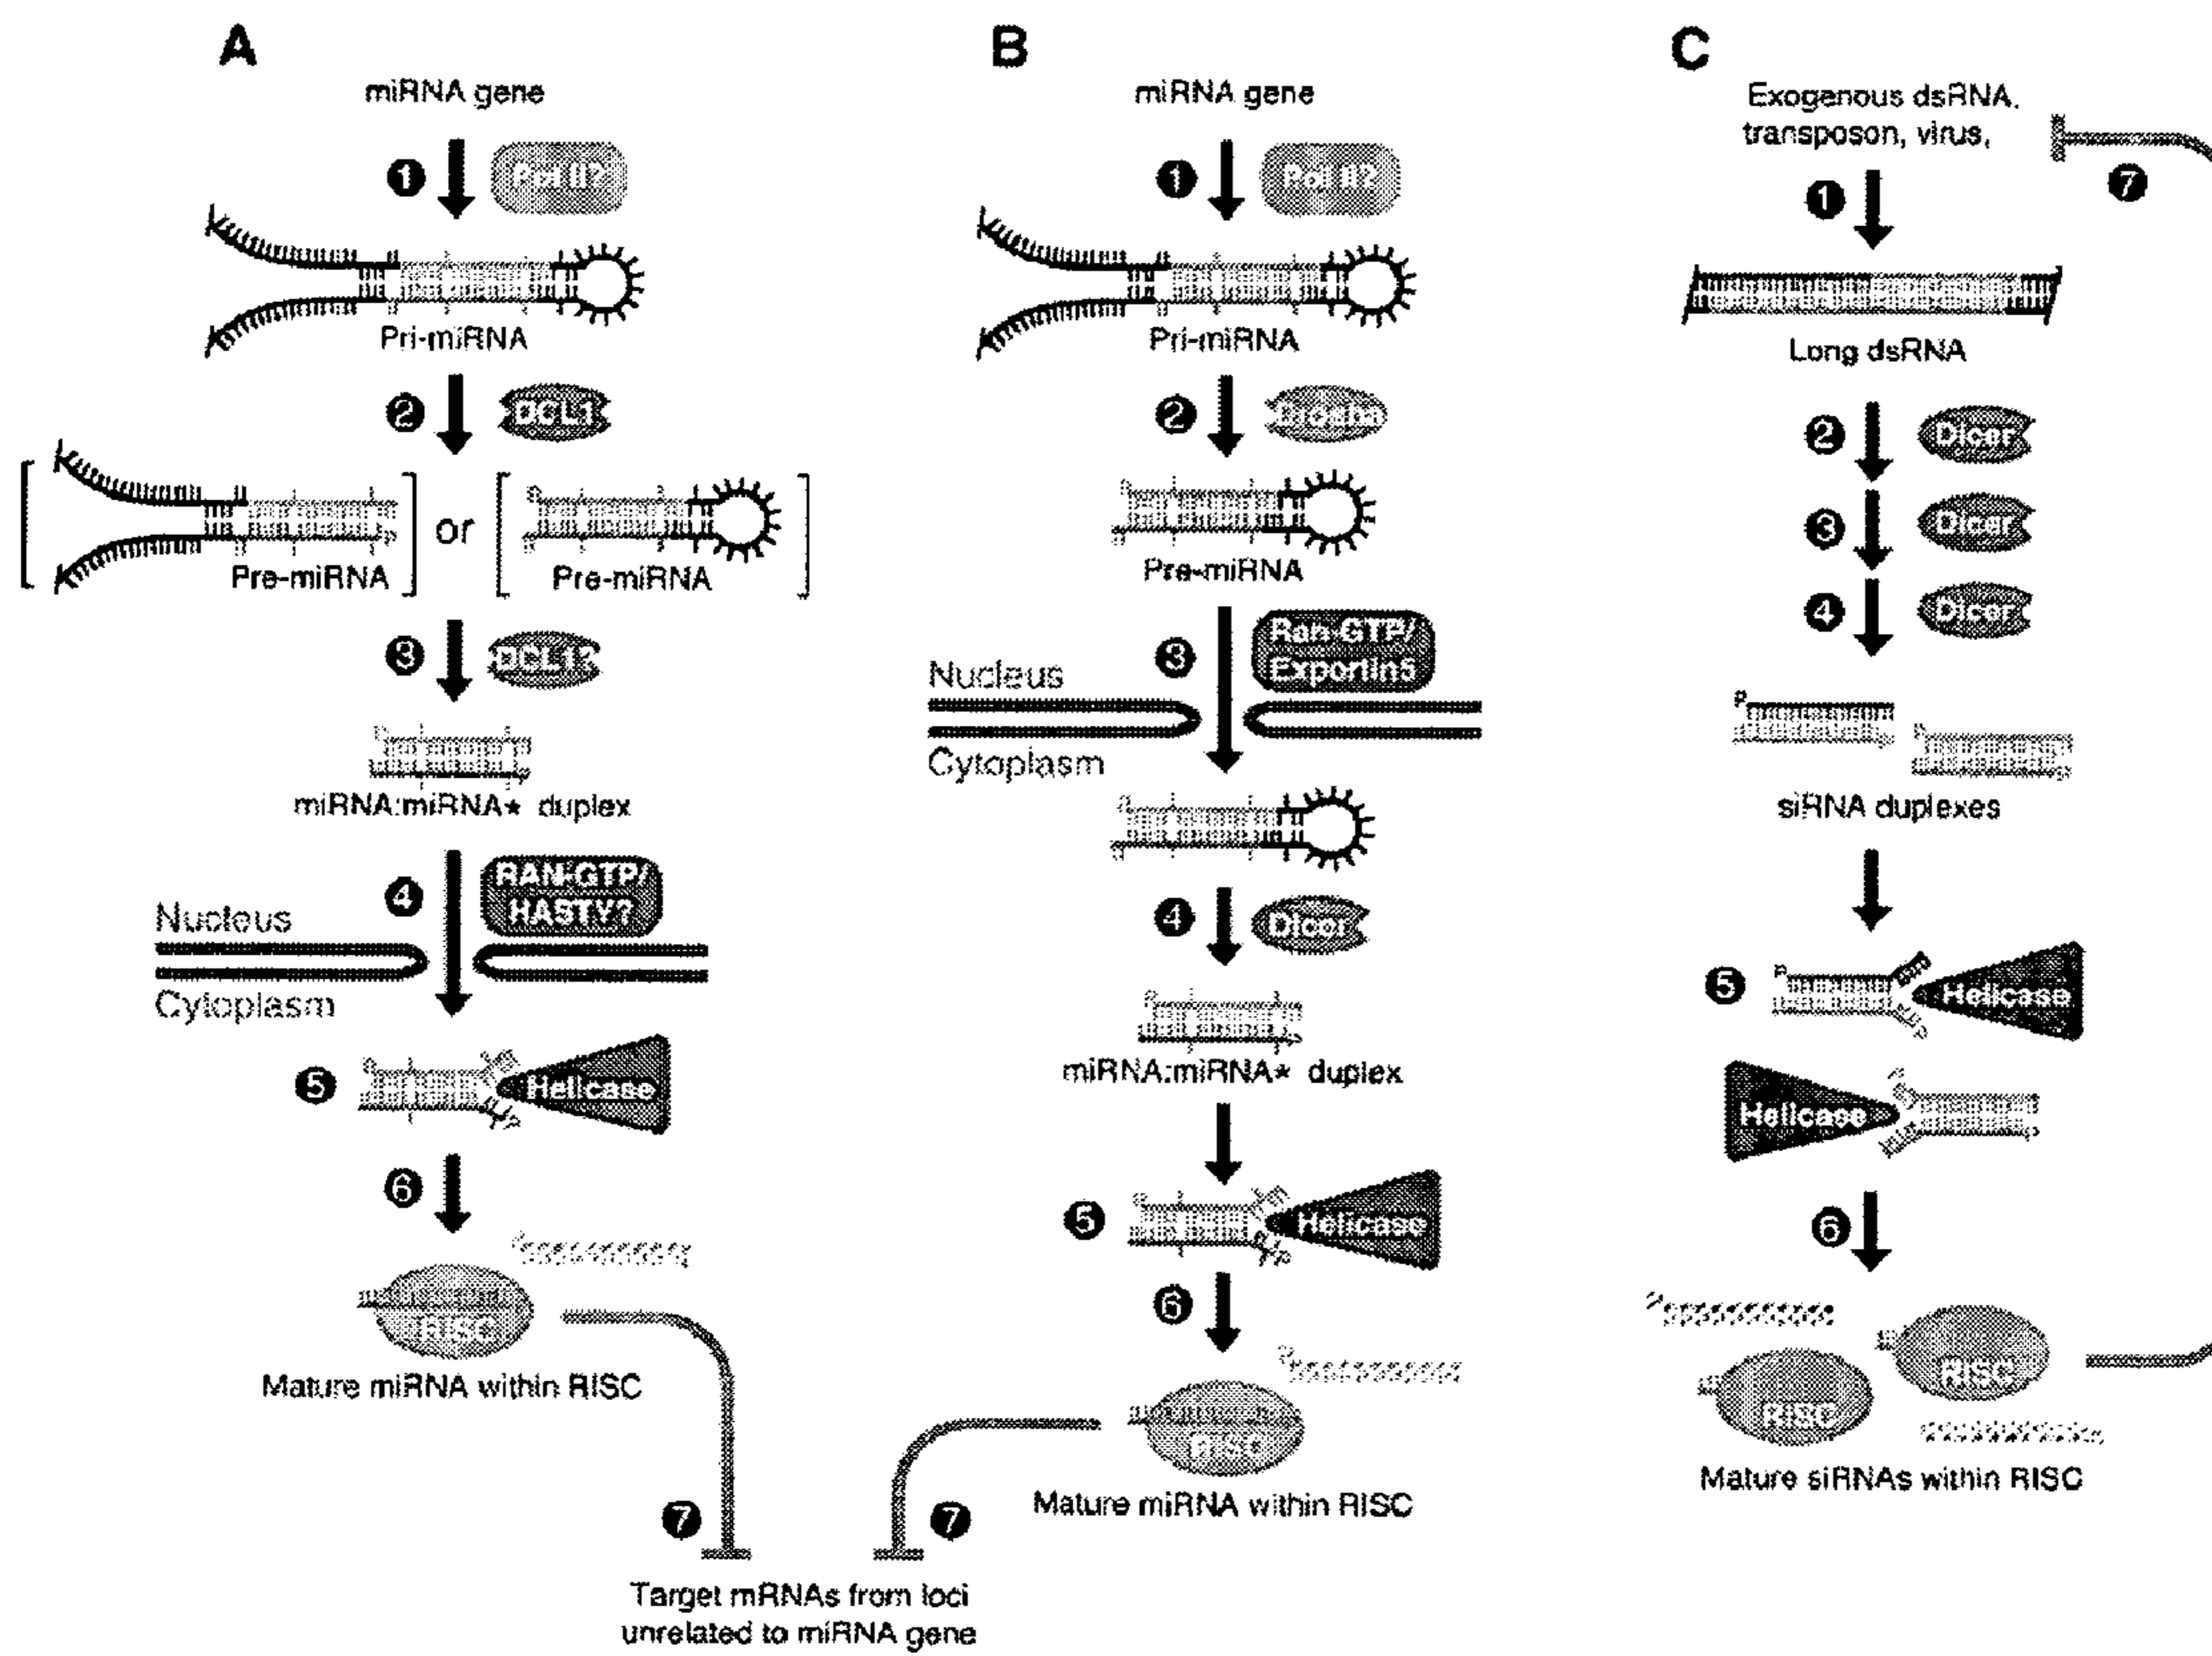 A
miRNA gene
1
Pol II?
Pri-miRNA
2
DCL1
Pre-miRNA
or
Pre-miRNA
3
DCL1?
miRNA:miRNA* duplex
4
RAN-GTP/
HASTY?
Nucleus
Cytoplasm
5
Helicase
6
RISC
Mature miRNA within RISC
7
B
miRNA gene
1
Pol II?
Pri-miRNA
2
Drosha
P
Pre-miRNA
3
Ran-GTP/
Exportin5
Nucleus
Cytoplasm
4
Dicer
miRNA:miRNA* duplex
5
Helicase
6
RISC
Mature miRNA within RISC
7
Target mRNAs from loci
unrelated to miRNA gene
C
Exogenous dsRNA,
transposon, virus,
7
1
Long dsRNA
2
Dicer
3
Dicer
4
Dicer
P
siRNA duplexes
5
P
Helicase
Helicase
6
P
RISC
RISC
Mature siRNAs within RISC